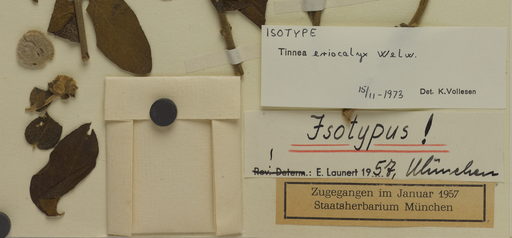 ISOTYPE
Tinnea eriocalyx Welw.
15/11-1973 Det. K. Vollesen
Isotypus!
!
Rev. Determ.: E. Launert 1957, München
Zugegangen im Januar 1957
Staatsherbarium München